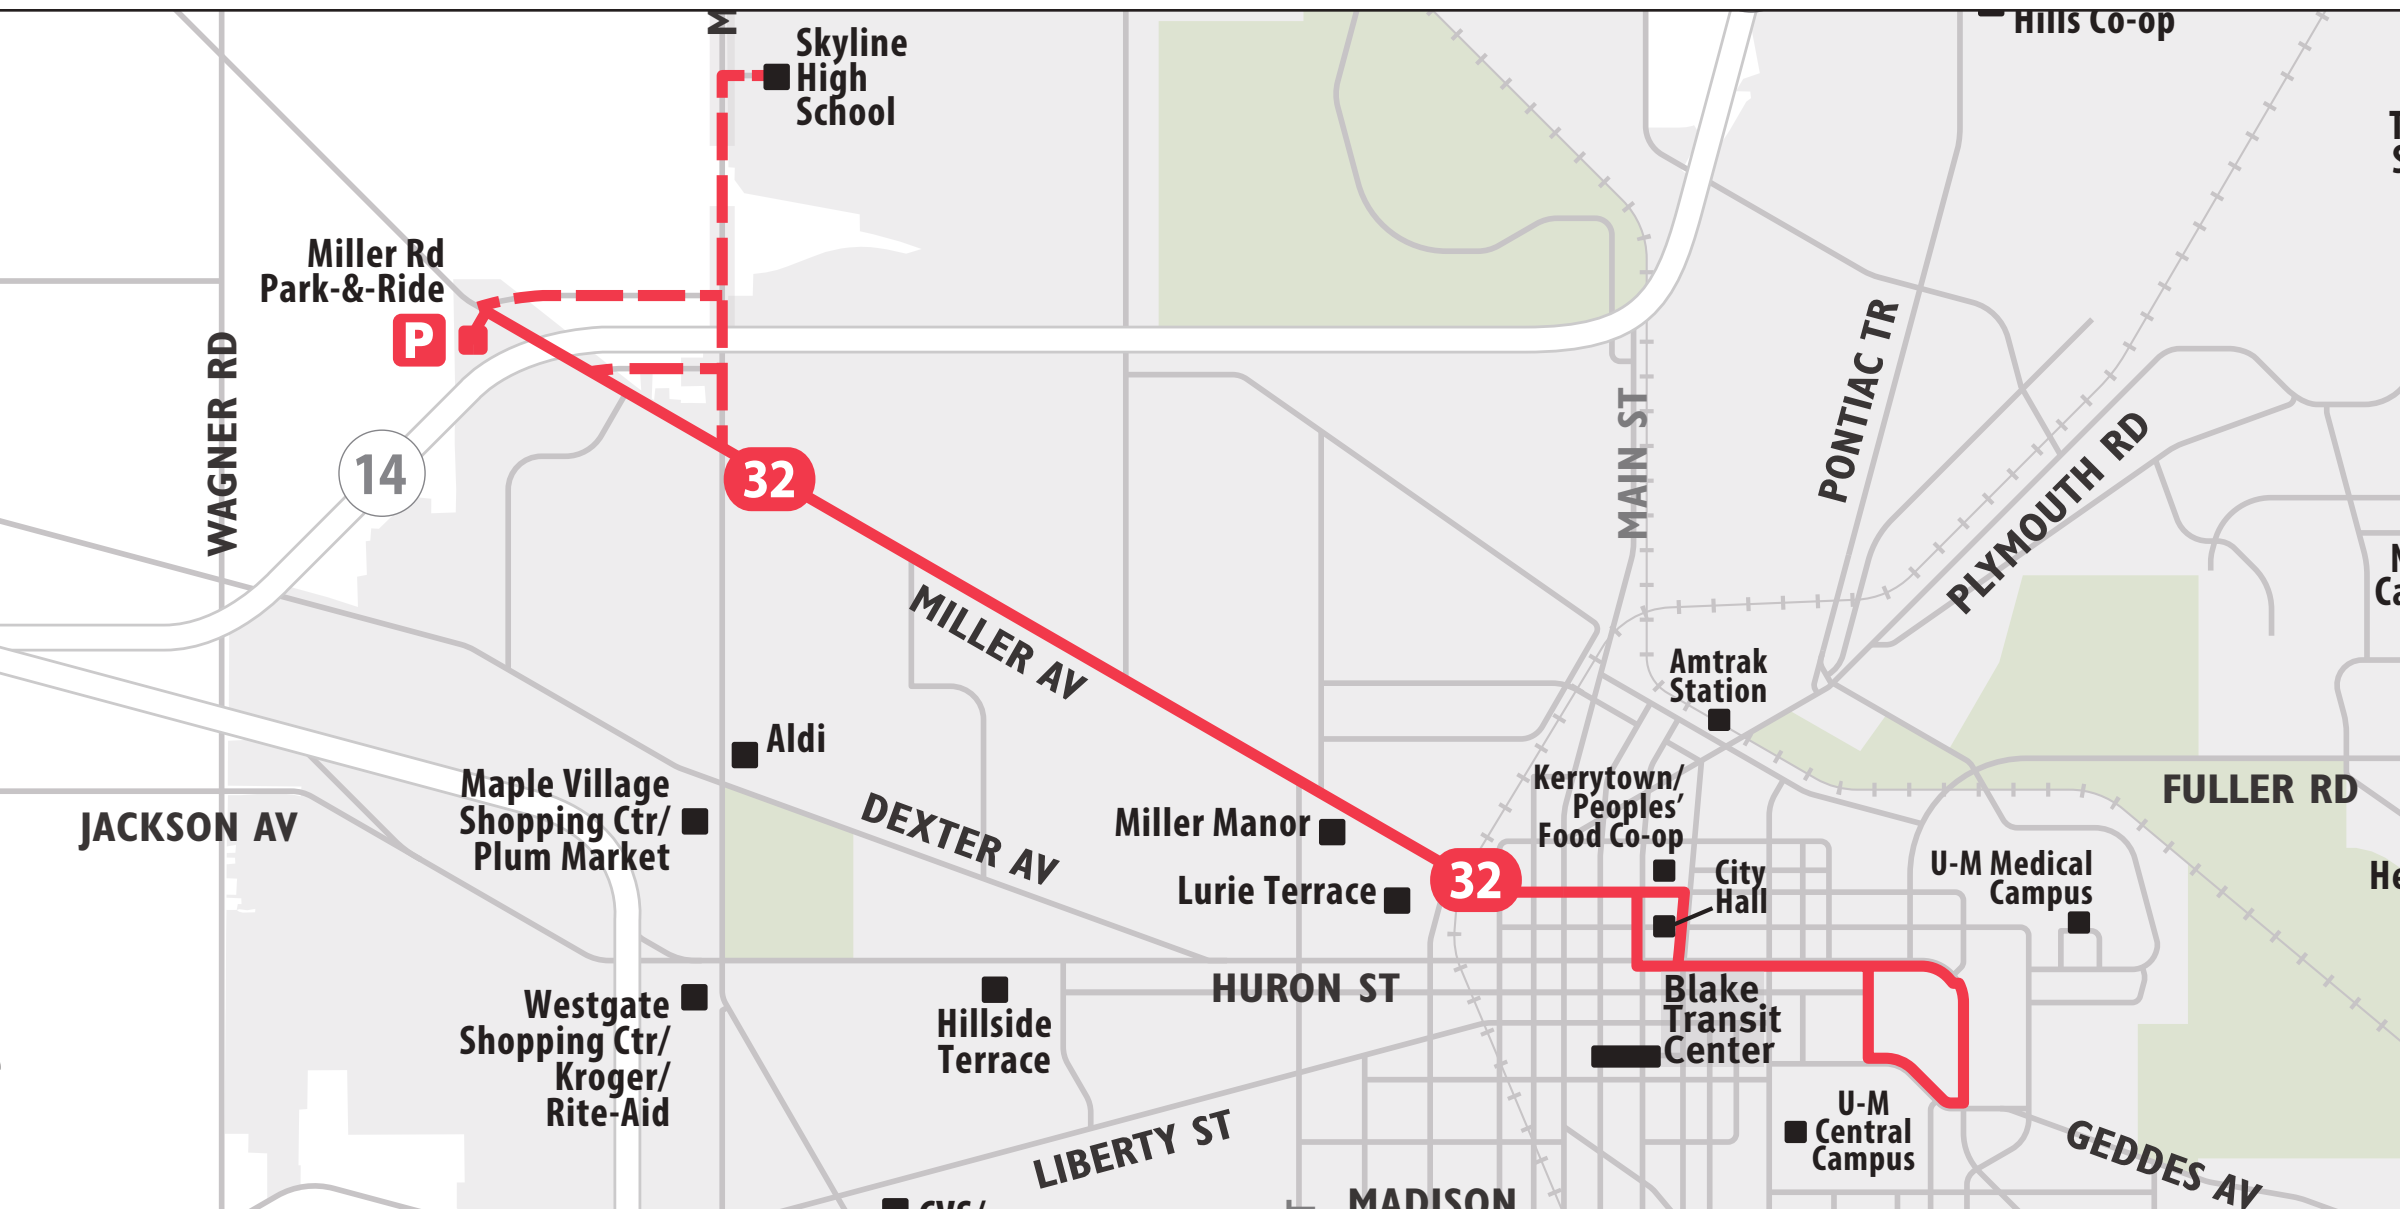 M
Skyline
High
School
Hills Co-op
T
S
Miller Rd
Park-&-Ride
P
WAGNER RD
14
32
MAIN ST
PONTIAC TR
PLYMOUTH RD
N
Ca
MILLER AV
Amtrak
Station
Aldi
Maple Village
Shopping Ctr/
Plum Market
JACKSON AV
DEXTER AV
Miller Manor
Lurie Terrace
32
Kerrytown/
Peoples'
Food Co-op
City
Hall
FULLER RD
U-M Medical
Campus
He
HURON ST
Westgate
Shopping Ctr/
Kroger/
Rite-Aid
Hillside
Terrace
Blake
Transit
Center
LIBERTY ST
U-M
Central
Campus
GEDDES AV
MADISON
CVS/